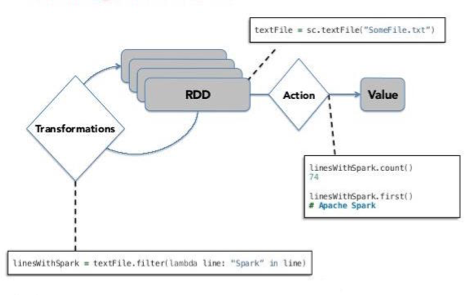 textFile = sc.textFile("SomeFile.txt")
RDD
Action
Value
Transformations
linesWithSpark.count()
74
linesWithSpark.first()
# Apache Spark
linesWithSpark = textFile.filter(lambda line: "Spark" in line)